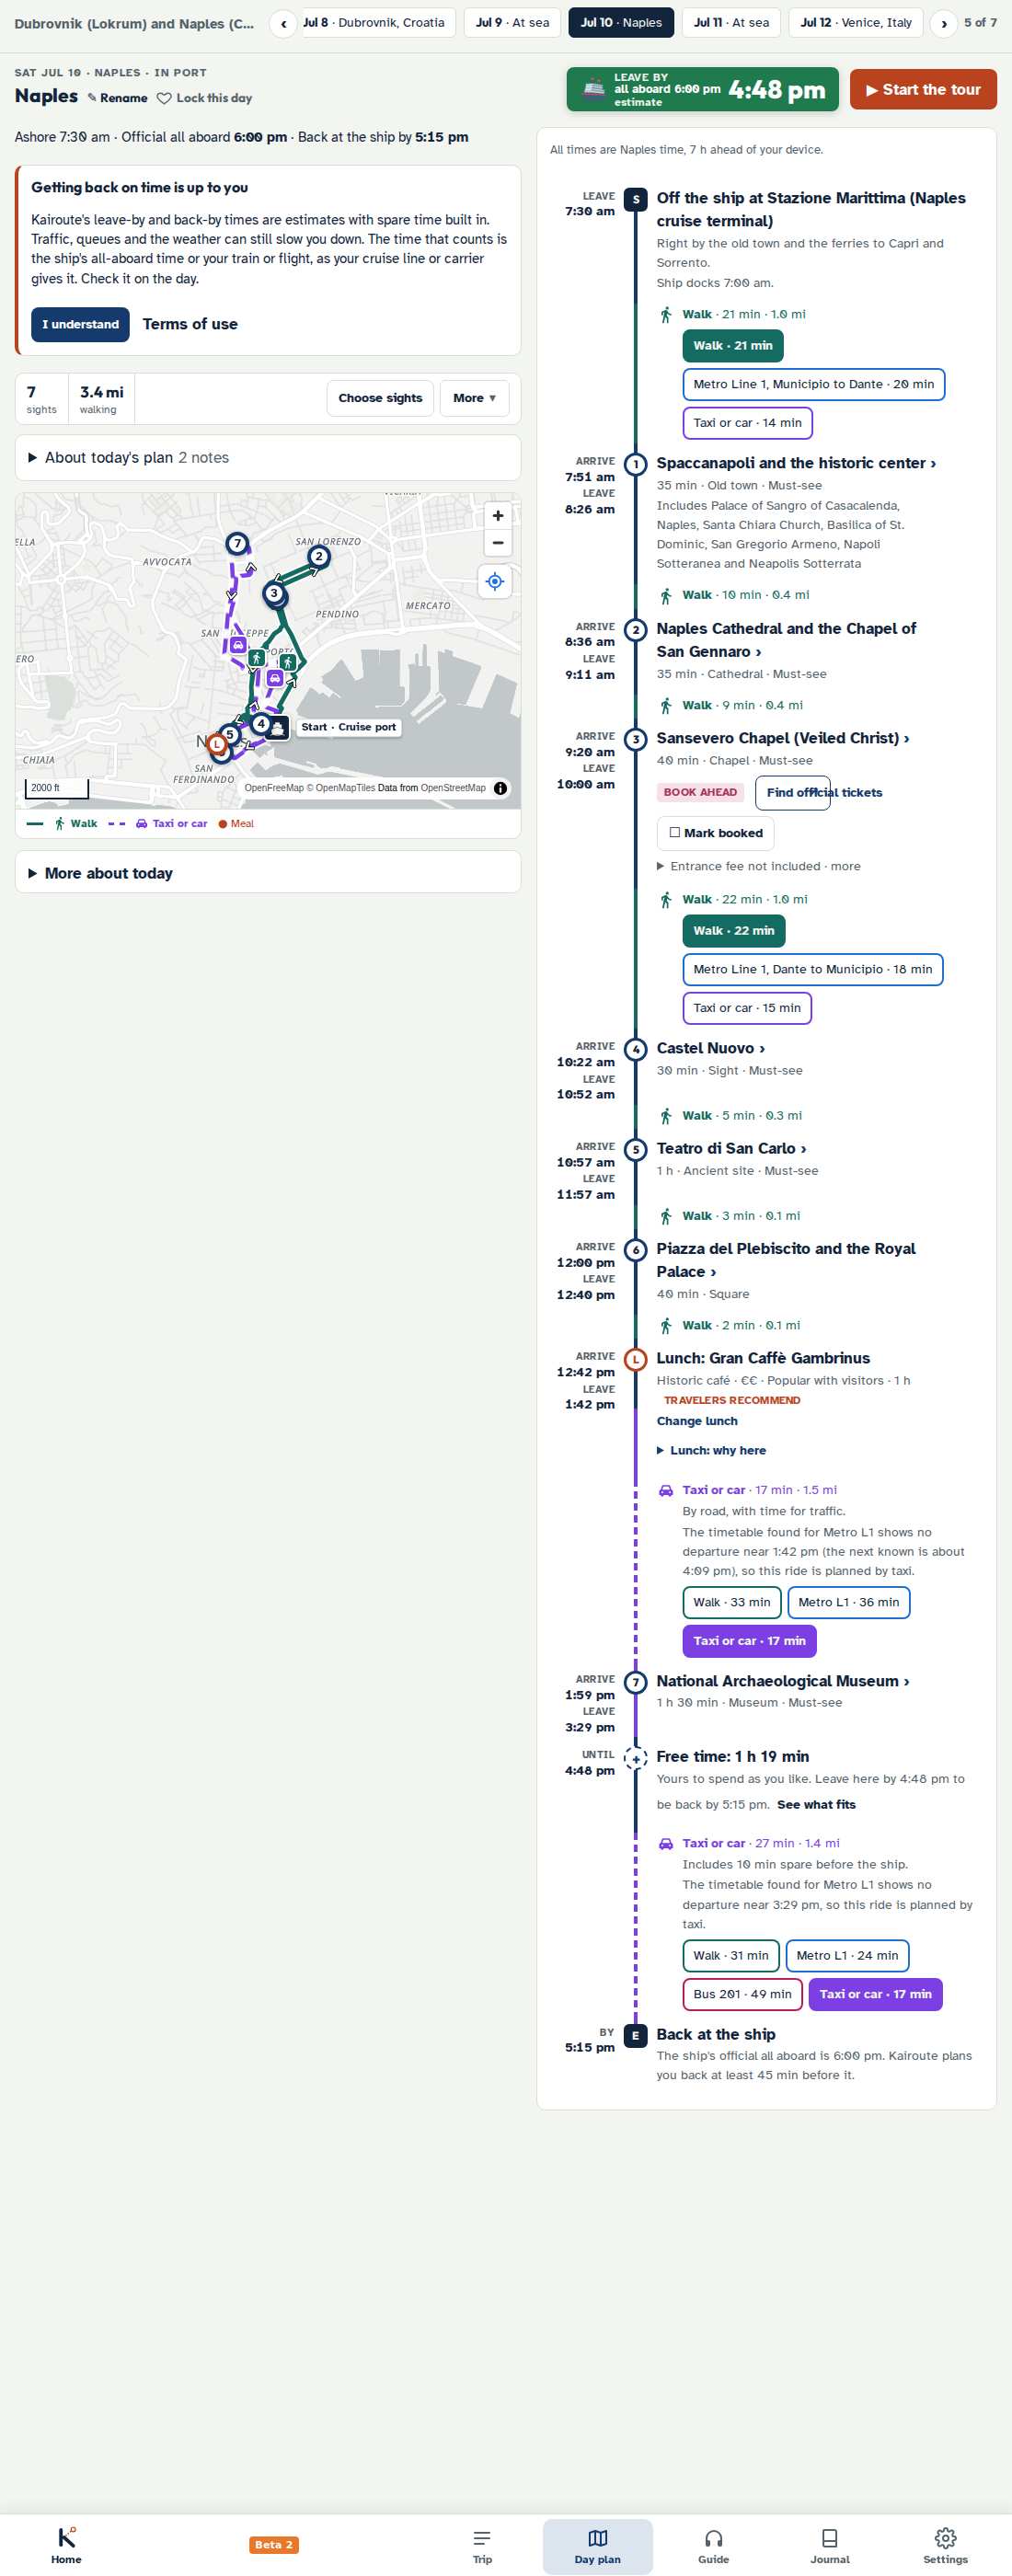 Dubrovnik (Lokrum) and Naples (C...
‹
Jul 8 · Dubrovnik, Croatia
Jul 9 · At sea
Jul 10 · Naples
Jul 11 · At sea
Jul 12 · Venice, Italy
›
5 of 7
SAT JUL 10 · NAPLES · IN PORT
Naples
✎ Rename
Lock this day
LEAVE BY
all aboard 6:00 pm
estimate
4:48 pm
▶ Start the tour
Ashore 7:30 am · Official all aboard 6:00 pm · Back at the ship by 5:15 pm
Getting back on time is up to you
Kairoute's leave-by and back-by times are estimates with spare time built in.
Traffic, queues and the weather can still slow you down. The time that counts is
the ship's all-aboard time or your train or flight, as your cruise line or carrier
gives it. Check it on the day.
I understand
Terms of use
7
sights
3.4 mi
walking
Choose sights
More ▼
▶ About today's plan 2 notes
ELLA
AVVOCATA
SAN LORENZO
2
7
3
PENDINO
MERCATO
ERO
4
5
L
Start · Cruise port
CHIAIA
SAN
FERDINANDO
+
−
2000 ft
OpenFreeMap © OpenMapTiles Data from OpenStreetMap
Walk
Taxi or car
Meal
▶ More about today
All times are Naples time, 7 h ahead of your device.
LEAVE
7:30 am
S
Off the ship at Stazione Marittima (Naples
cruise terminal)
Right by the old town and the ferries to Capri and
Sorrento.
Ship docks 7:00 am.
Walk · 21 min · 1.0 mi
Walk · 21 min
Metro Line 1, Municipio to Dante · 20 min
Taxi or car · 14 min
ARRIVE
7:51 am
LEAVE
8:26 am
1
Spaccanapoli and the historic center ›
35 min · Old town · Must-see
Includes Palace of Sangro of Casacalenda,
Naples, Santa Chiara Church, Basilica of St.
Dominic, San Gregorio Armeno, Napoli
Sotteranea and Neapolis Sotterrata
Walk · 10 min · 0.4 mi
ARRIVE
8:36 am
LEAVE
9:11 am
2
Naples Cathedral and the Chapel of
San Gennaro ›
35 min · Cathedral · Must-see
Walk · 9 min · 0.4 mi
ARRIVE
9:20 am
LEAVE
10:00 am
3
Sansevero Chapel (Veiled Christ) ›
40 min · Chapel · Must-see
BOOK AHEAD
Find official tickets
☐ Mark booked
▶ Entrance fee not included · more
Walk · 22 min · 1.0 mi
Walk · 22 min
Metro Line 1, Dante to Municipio · 18 min
Taxi or car · 15 min
ARRIVE
10:22 am
LEAVE
10:52 am
4
Castel Nuovo ›
30 min · Sight · Must-see
Walk · 5 min · 0.3 mi
ARRIVE
10:57 am
LEAVE
11:57 am
5
Teatro di San Carlo ›
1 h · Ancient site · Must-see
Walk · 3 min · 0.1 mi
ARRIVE
12:00 pm
LEAVE
12:40 pm
6
Piazza del Plebiscito and the Royal
Palace ›
40 min · Square
Walk · 2 min · 0.1 mi
ARRIVE
12:42 pm
LEAVE
1:42 pm
L
Lunch: Gran Caffè Gambrinus
Historic café · €€ · Popular with visitors · 1 h
TRAVELERS RECOMMEND
Change lunch
▶ Lunch: why here
Taxi or car · 17 min · 1.5 mi
By road, with time for traffic.
The timetable found for Metro L1 shows no
departure near 1:42 pm (the next known is about
4:09 pm), so this ride is planned by taxi.
Walk · 33 min
Metro L1 · 36 min
Taxi or car · 17 min
ARRIVE
1:59 pm
LEAVE
3:29 pm
7
National Archaeological Museum ›
1 h 30 min · Museum · Must-see
UNTIL
4:48 pm
+
Free time: 1 h 19 min
Yours to spend as you like. Leave here by 4:48 pm to
be back by 5:15 pm. See what fits
Taxi or car · 27 min · 1.4 mi
Includes 10 min spare before the ship.
The timetable found for Metro L1 shows no
departure near 3:29 pm, so this ride is planned by
taxi.
Walk · 31 min
Metro L1 · 24 min
Bus 201 · 49 min
Taxi or car · 17 min
BY
5:15 pm
E
Back at the ship
The ship's official all aboard is 6:00 pm. Kairoute plans
you back at least 45 min before it.
Home
Beta 2
Trip
Day plan
Guide
Journal
Settings